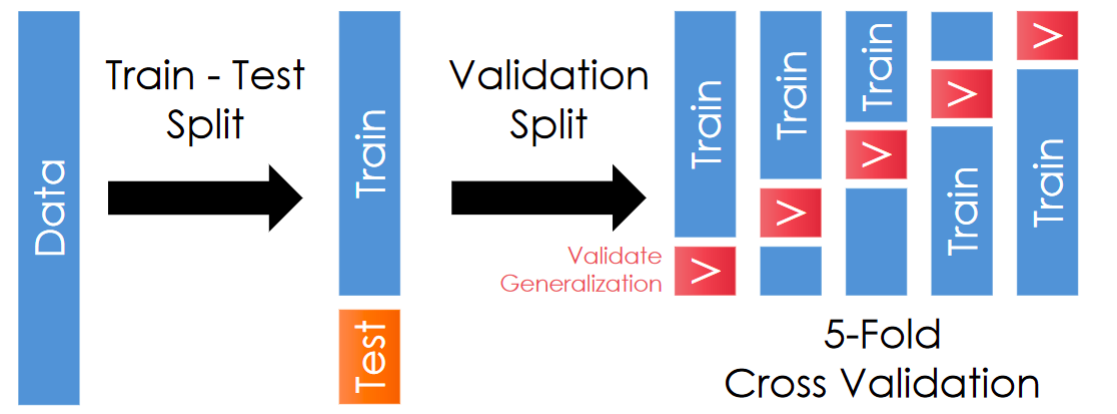 Data
Train - Test
Split
Train
Test
Validation
Split
Validate
Generalization
Train
V
Train
V
Train
V
V
Train
V
Train
5-Fold
Cross Validation